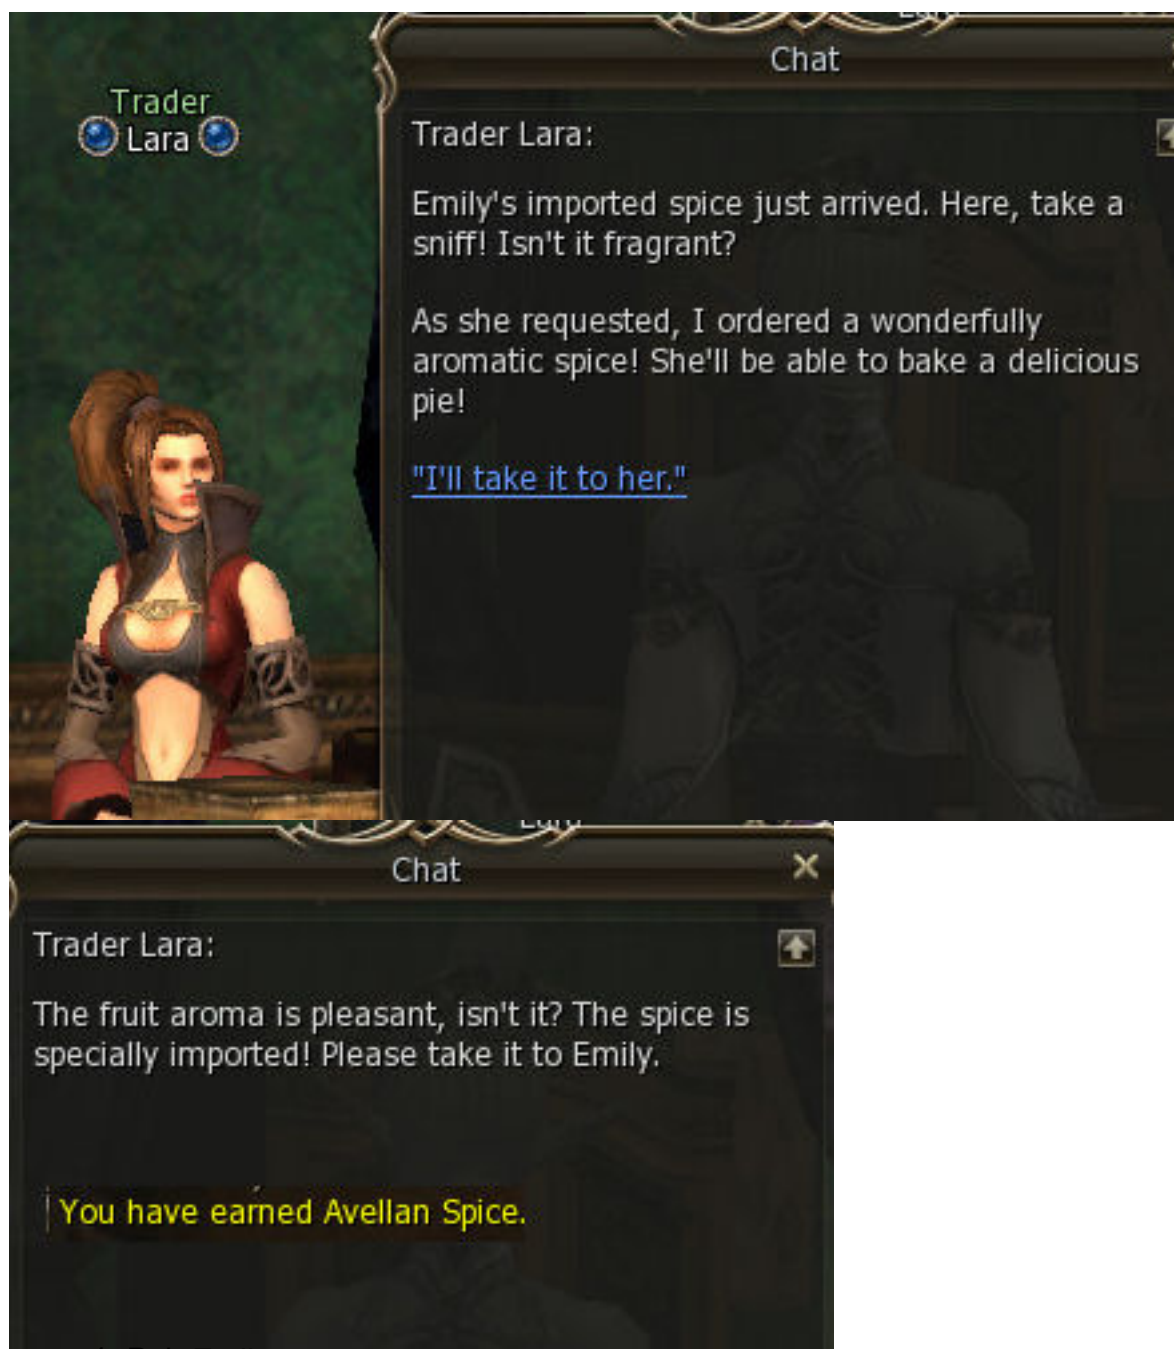 Chat
Trader
Lara
Trader Lara:
Emily's imported spice just arrived. Here, take a
sniff! Isn't it fragrant?
As she requested, I ordered a wonderfully
aromatic spice! She'll be able to bake a delicious
pie!
"I'll take it to her."
Chat
Trader Lara:
The fruit aroma is pleasant, isn't it? The spice is
specially imported! Please take it to Emily.
You have earned Avellan Spice.